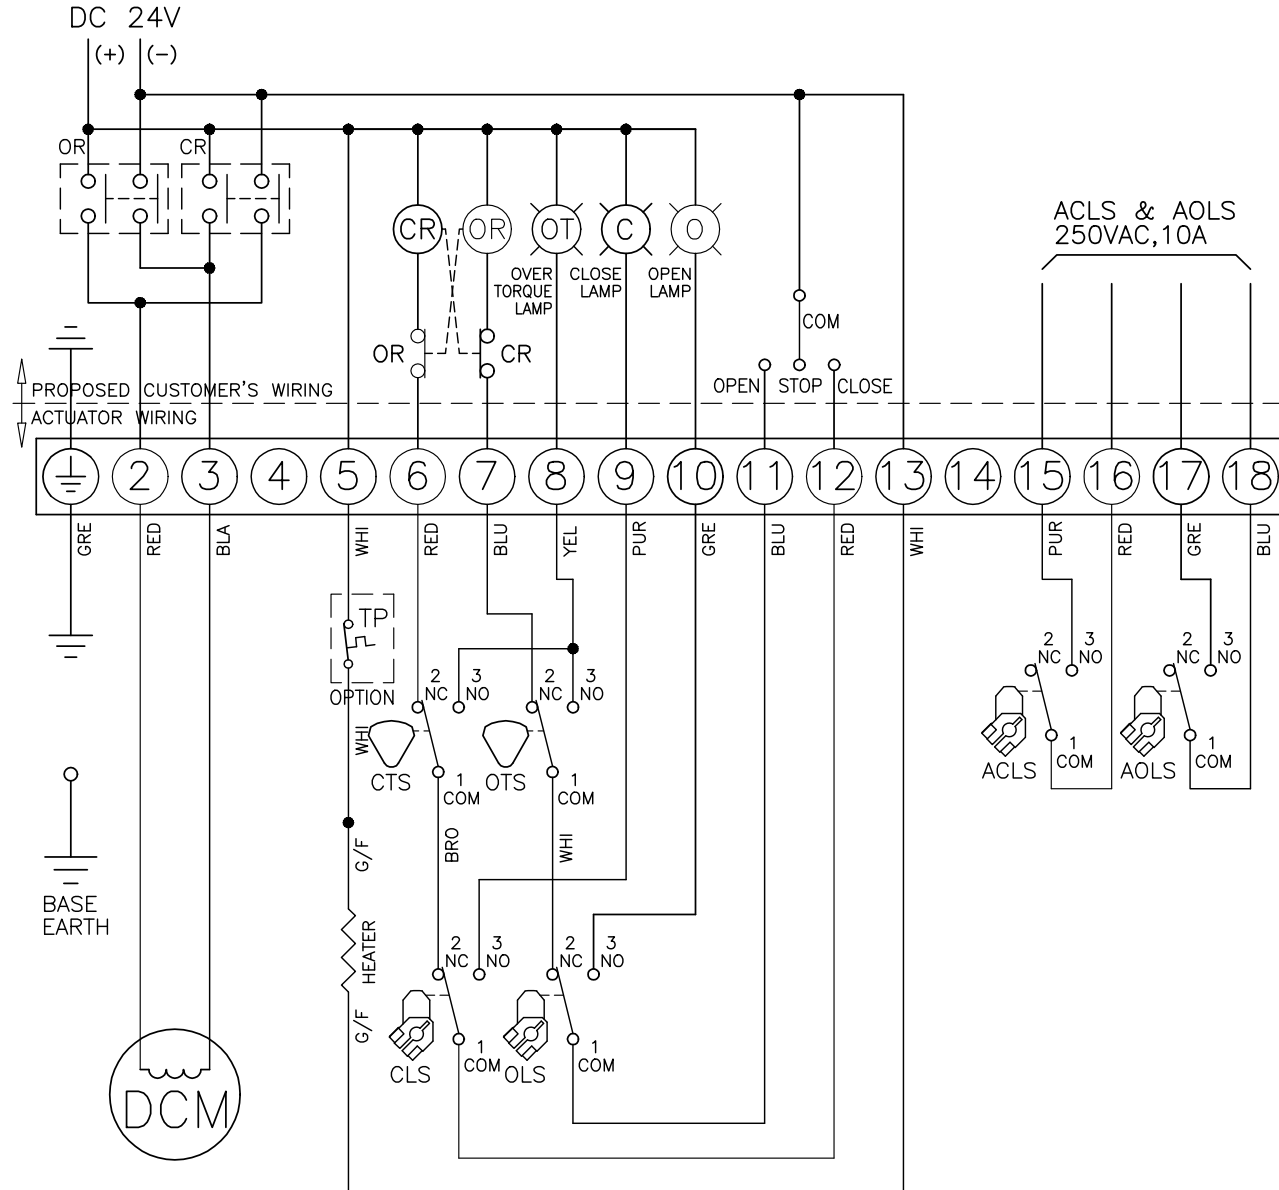 DC 24V
(+) (-)
OR CR
CR OR OT C O
OVER
TORQUE
LAMP
CLOSE
LAMP
OPEN
LAMP
ACLS & AOLS
250VAC,10A
COM
OR CR
OPEN STOP CLOSE
PROPOSED CUSTOMER'S WIRING
ACTUATOR WIRING
2 3 4 5 6 7 8 9 10 11 12 13 14 15 16 17 18
GRE RED BLA WHI RED BLU YEL PUR GRE BLU RED WHI PUR RED GRE BLU
TP
OPTION
WHI
2
NC
3
NO
CTS
1
COM
2
NC
3
NO
OTS
1
COM
2
NC
3
NO
ACLS
1
COM
2
NC
3
NO
AOLS
1
COM
G/F
BRO
WHI
BASE
EARTH
HEATER
G/F
2
NC
3
NO
CLS
1
COM
2
NC
3
NO
OLS
1
COM
DCM